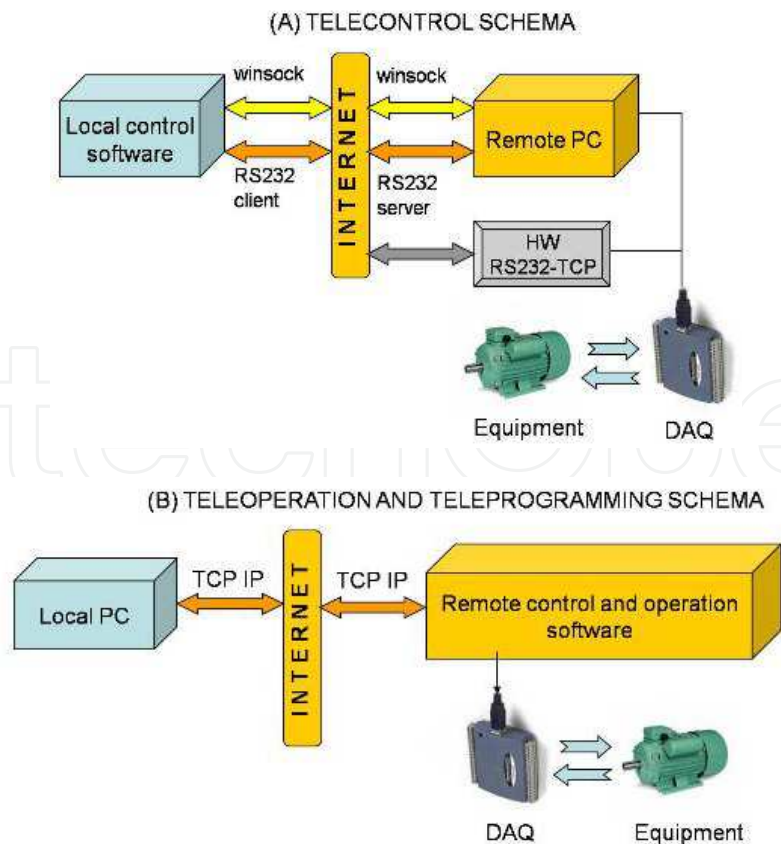 (A) TELECONTROL SCHEMA
winsock
winsock
Local control
software
INTERNET
Remote PC
RS232
client
RS232
server
HW
RS232-TCP
Equipment
DAQ
(B) TELEOPERATION AND TELEPROGRAMMING SCHEMA
Local PC
TCP IP
INTERNET
TCP IP
Remote control and operation
software
DAQ
Equipment